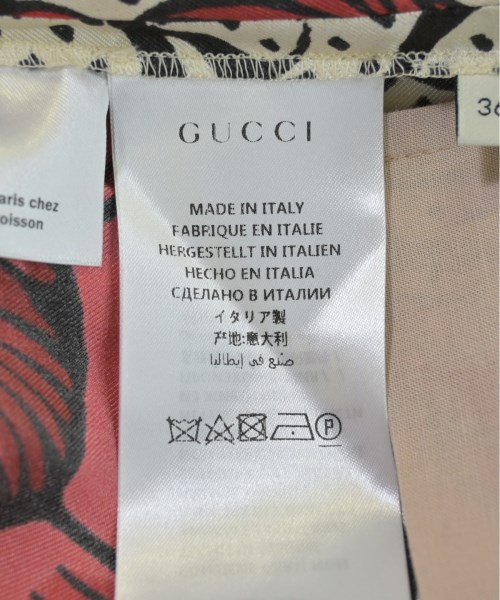 GUCCI
MADE IN ITALY
FABRIQUE EN ITALIE
HERGESTELLT IN ITALIEN
HECHO EN ITALIA
СДЕЛАНО В ИТАЛИИ
イタリア製
产地:意大利
صنع في إيطاليا
P
aris chez
oisson
36